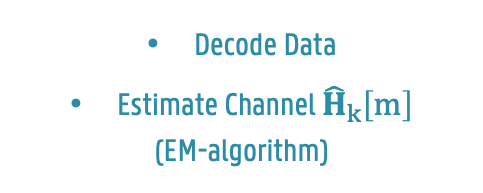 • Decode Data
• Estimate Channel Ĥₖ[m]
(EM-algorithm)